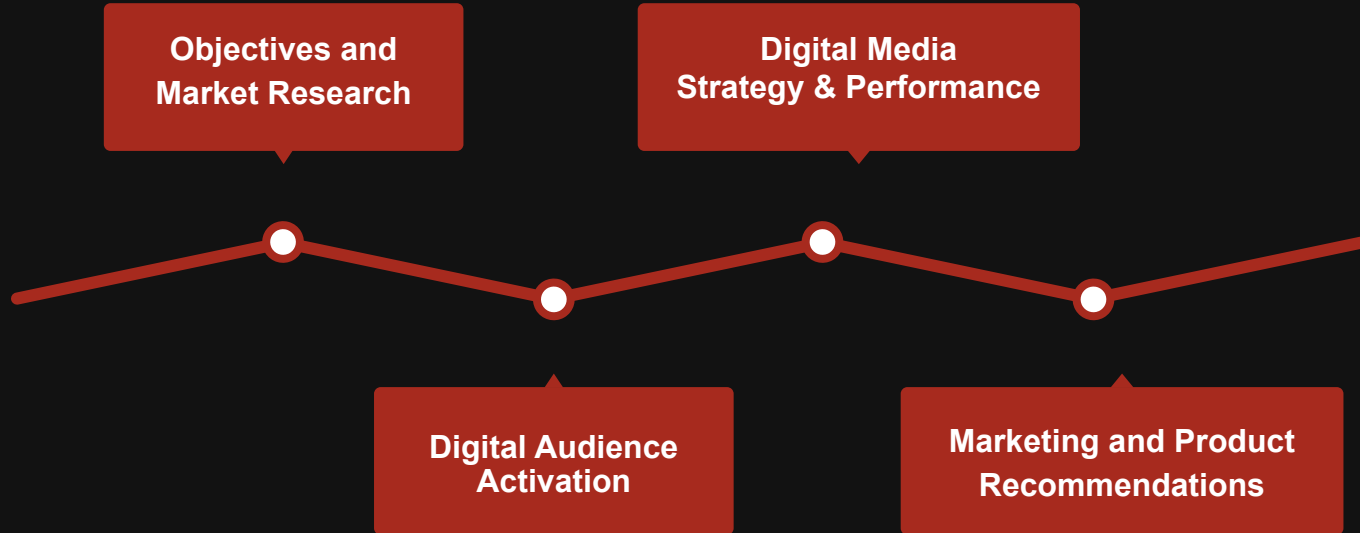 Objectives and
Market Research
Digital Media
Strategy & Performance
Digital Audience
Activation
Marketing and Product
Recommendations